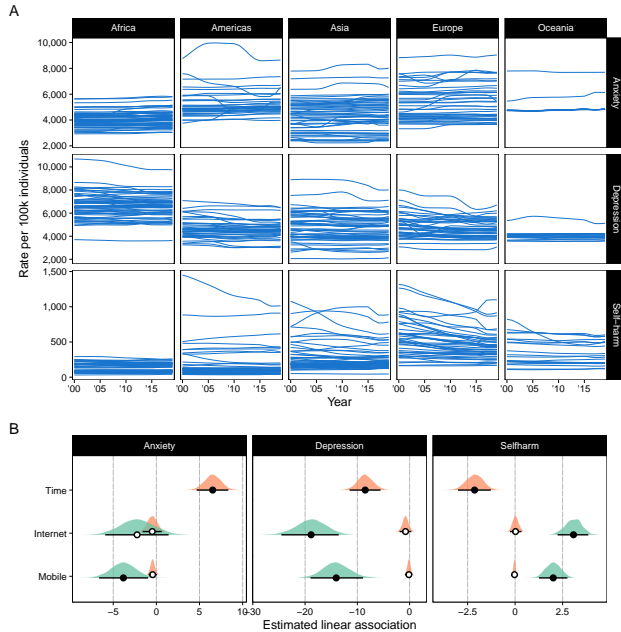 A
Africa Americas Asia Europe Oceania
10,000
8,000
6,000
4,000
2,000
Anxiety
10,000
8,000
6,000
4,000
2,000
Depression
1,500
1,000
500
0
Self−harm
Rate per 100k individuals
'00 '05 '10 '15 '00 '05 '10 '15 '00 '05 '10 '15 '00 '05 '10 '15 '00 '05 '10 '15
Year
B
Anxiety Depression Selfharm
Time
Internet
Mobile
−5 0 5 10 −30 −20 −10 0 −2.5 0.0 2.5
Estimated linear association